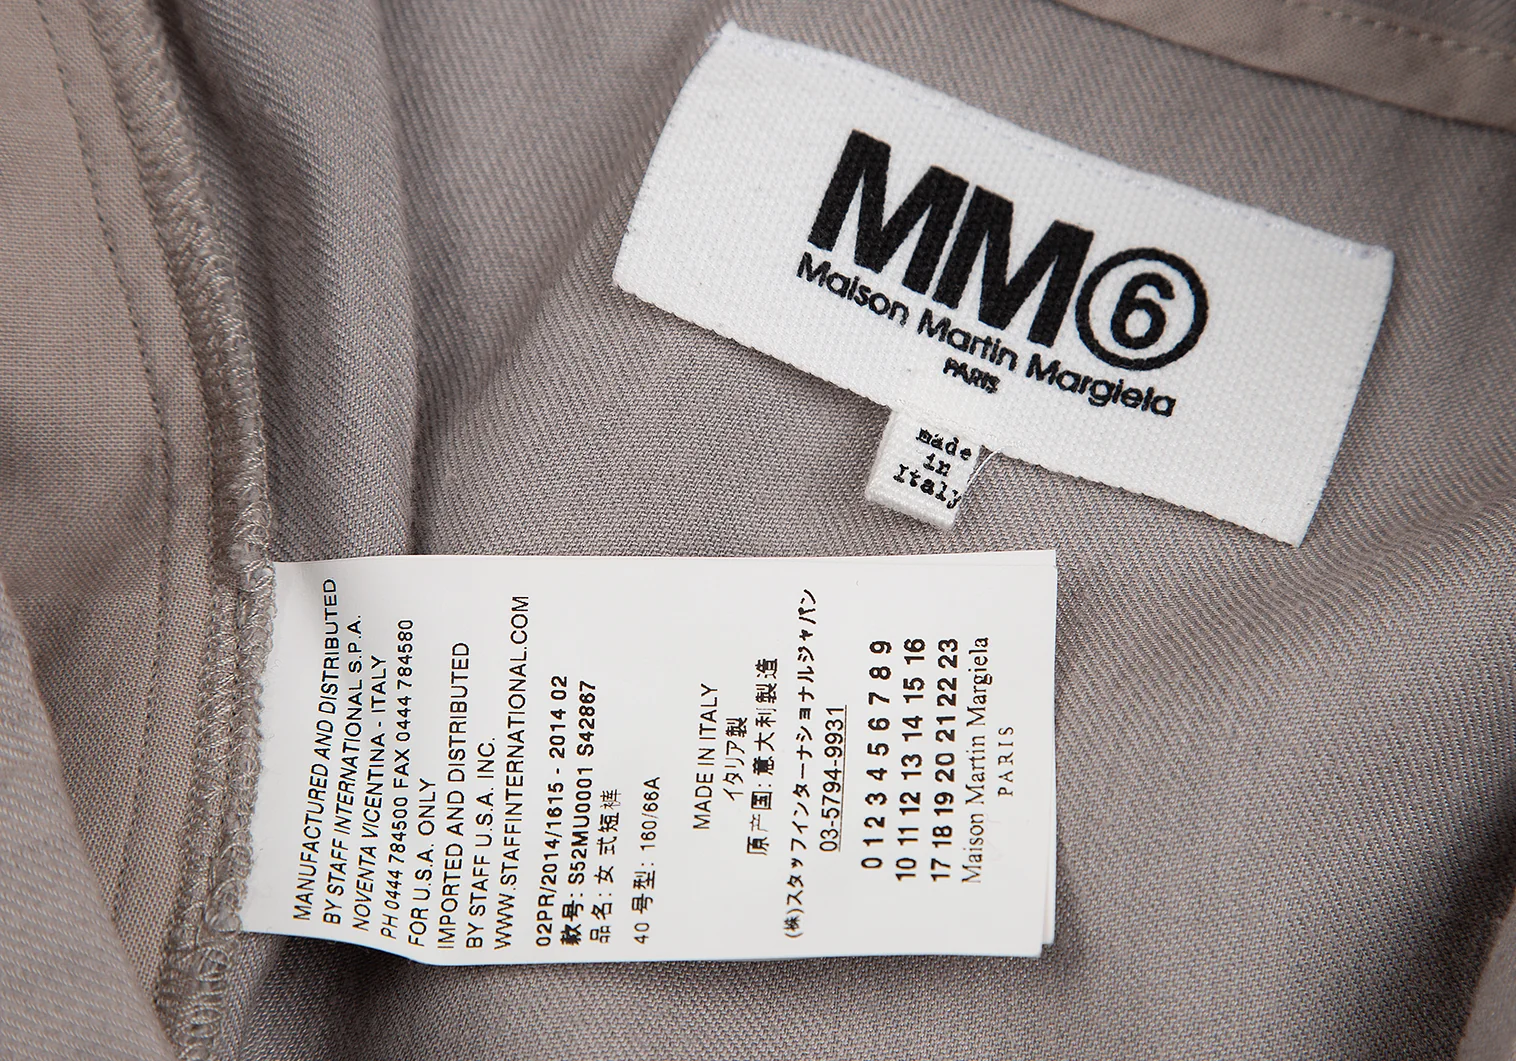 MM⑥
Maison Martin Margiela
PARIS
made
in
Italy
MANUFACTURED AND DISTRIBUTED
BY STAFF INTERNATIONAL S.P.A.
NOVENTA VICENTINA - ITALY
PH 0444 784500 FAX 0444 784580
FOR U.S.A. ONLY
IMPORTED AND DISTRIBUTED
BY STAFF U.S.A. INC.
WWW.STAFFINTERNATIONAL.COM
02PR/2014/1615 - 2014 02
款号: S52MU0001 S42867
品名: 女 式 短 裤
40 号型: 160/66A
MADE IN ITALY
イタリア製
原产国: 意大利製造
(株)スタッフインターナショナルジャパン
03-5794-9931
0 1 2 3 4 5 6 7 8 9
10 11 12 13 14 15 16
17 18 19 20 21 22 23
Maison Martin Margiela
PARIS